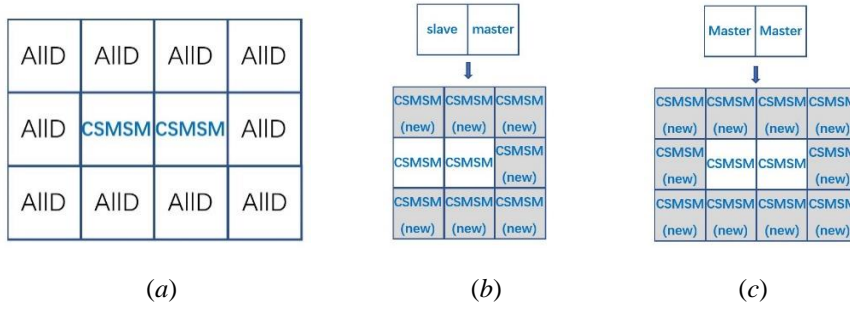 AllD AllD AllD AllD
AllD CSMSM CSMSM AllD
AllD AllD AllD AllD
(a)
slave master
CSMSM CSMSM CSMSM
(new) (new) (new)
CSMSM CSMSM CSMSM
(new)
CSMSM CSMSM CSMSM
(new) (new) (new)
(b)
Master Master
CSMSM CSMSM CSMSM CSMSM
(new) (new) (new) (new)
CSMSM CSMSM CSMSM CSMSM
(new) (new)
CSMSM CSMSM CSMSM CSMSM
(new) (new) (new) (new)
(c)